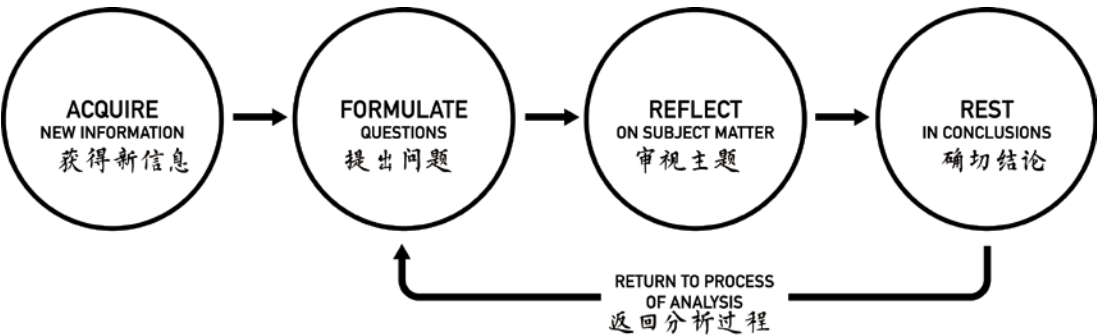 ACQUIRE
NEW INFORMATION
获得新信息
FORMULATE
QUESTIONS
提出问题
REFLECT
ON SUBJECT MATTER
审视主题
REST
IN CONCLUSIONS
确切结论
RETURN TO PROCESS
OF ANALYSIS
返回分析过程